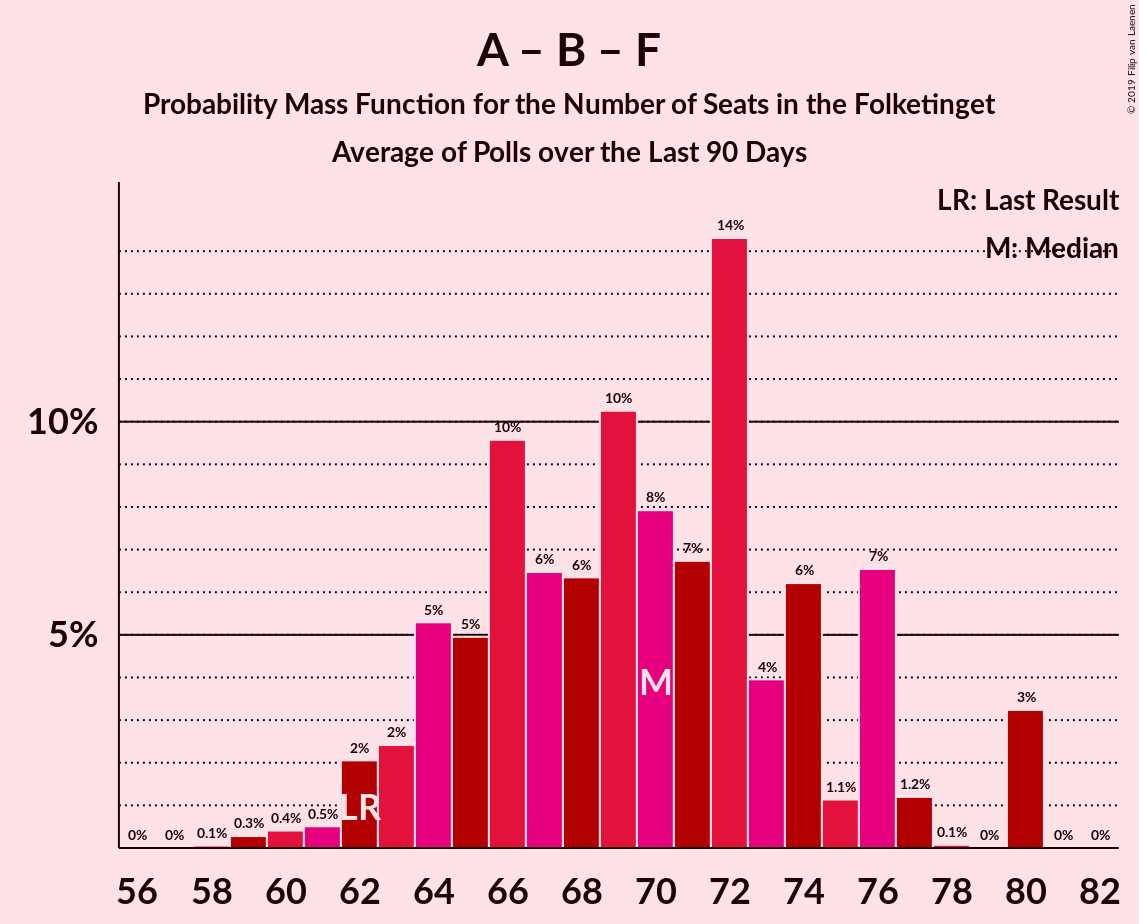 A – B – F
Probability Mass Function for the Number of Seats in the Folketinget
Average of Polls over the Last 90 Days
© 2019 Filip van Laenen
LR: Last Result
M: Median
10%
5%
0% 0% 0.1% 0.3% 0.4% 0.5% 2% 2% 5% 5% 10% 6% 6% 10% 8% 7% 14% 4% 6% 1.1% 7% 1.2% 0.1% 0% 3% 0% 0%
LR
M
56 58 60 62 64 66 68 70 72 74 76 78 80 82